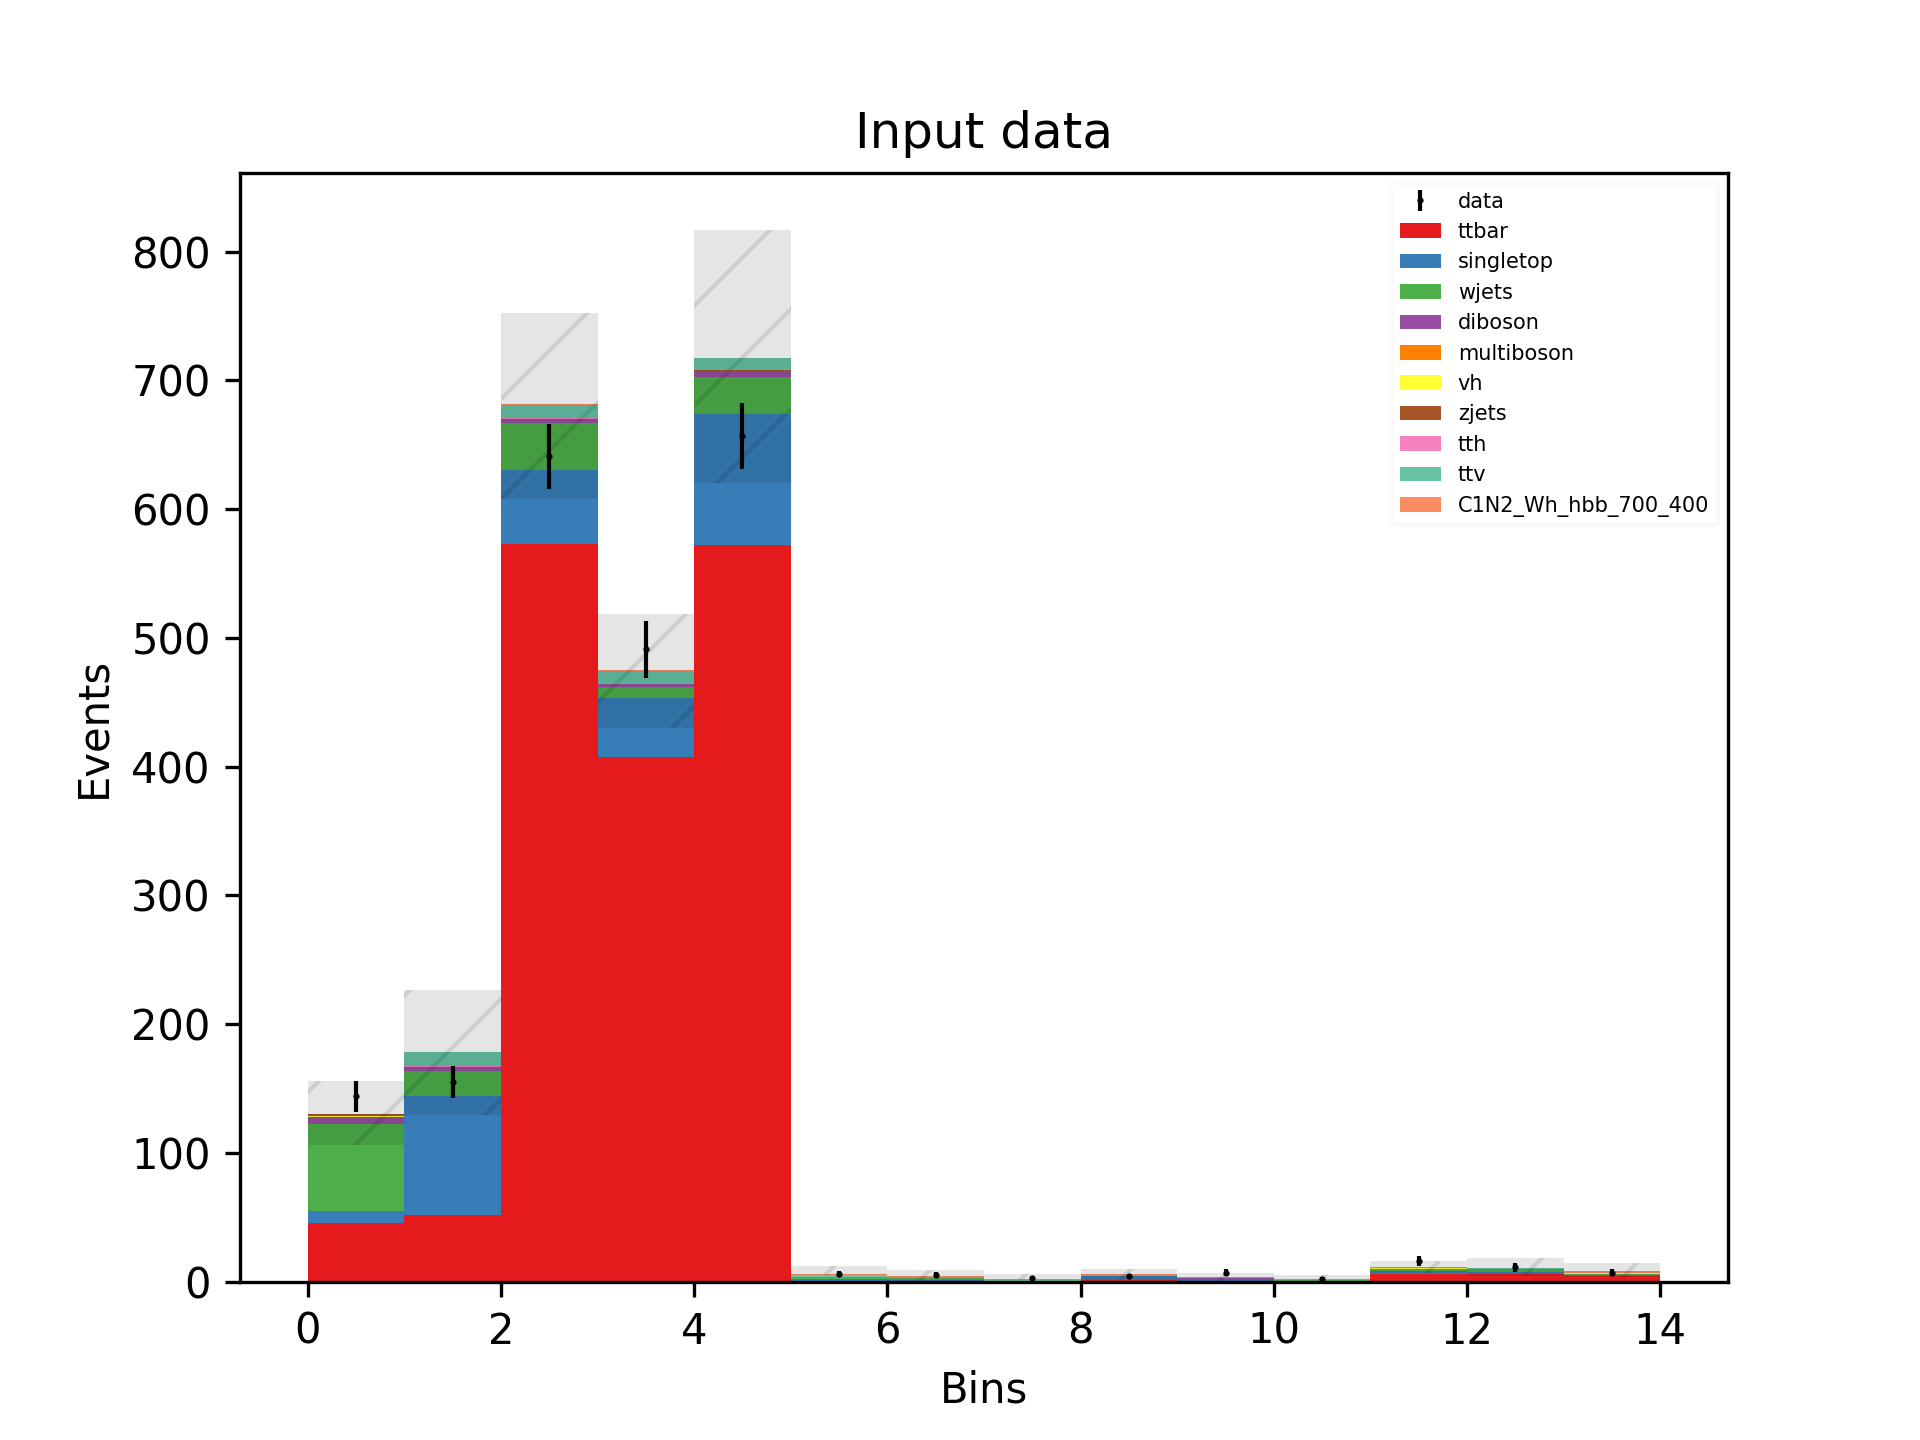 Input data
data
ttbar
singletop
wjets
diboson
multiboson
vh
zjets
tth
ttv
C1N2_Wh_hbb_700_400
800
700
600
500
400
300
200
100
0
Events
0 2 4 6 8 10 12 14
Bins